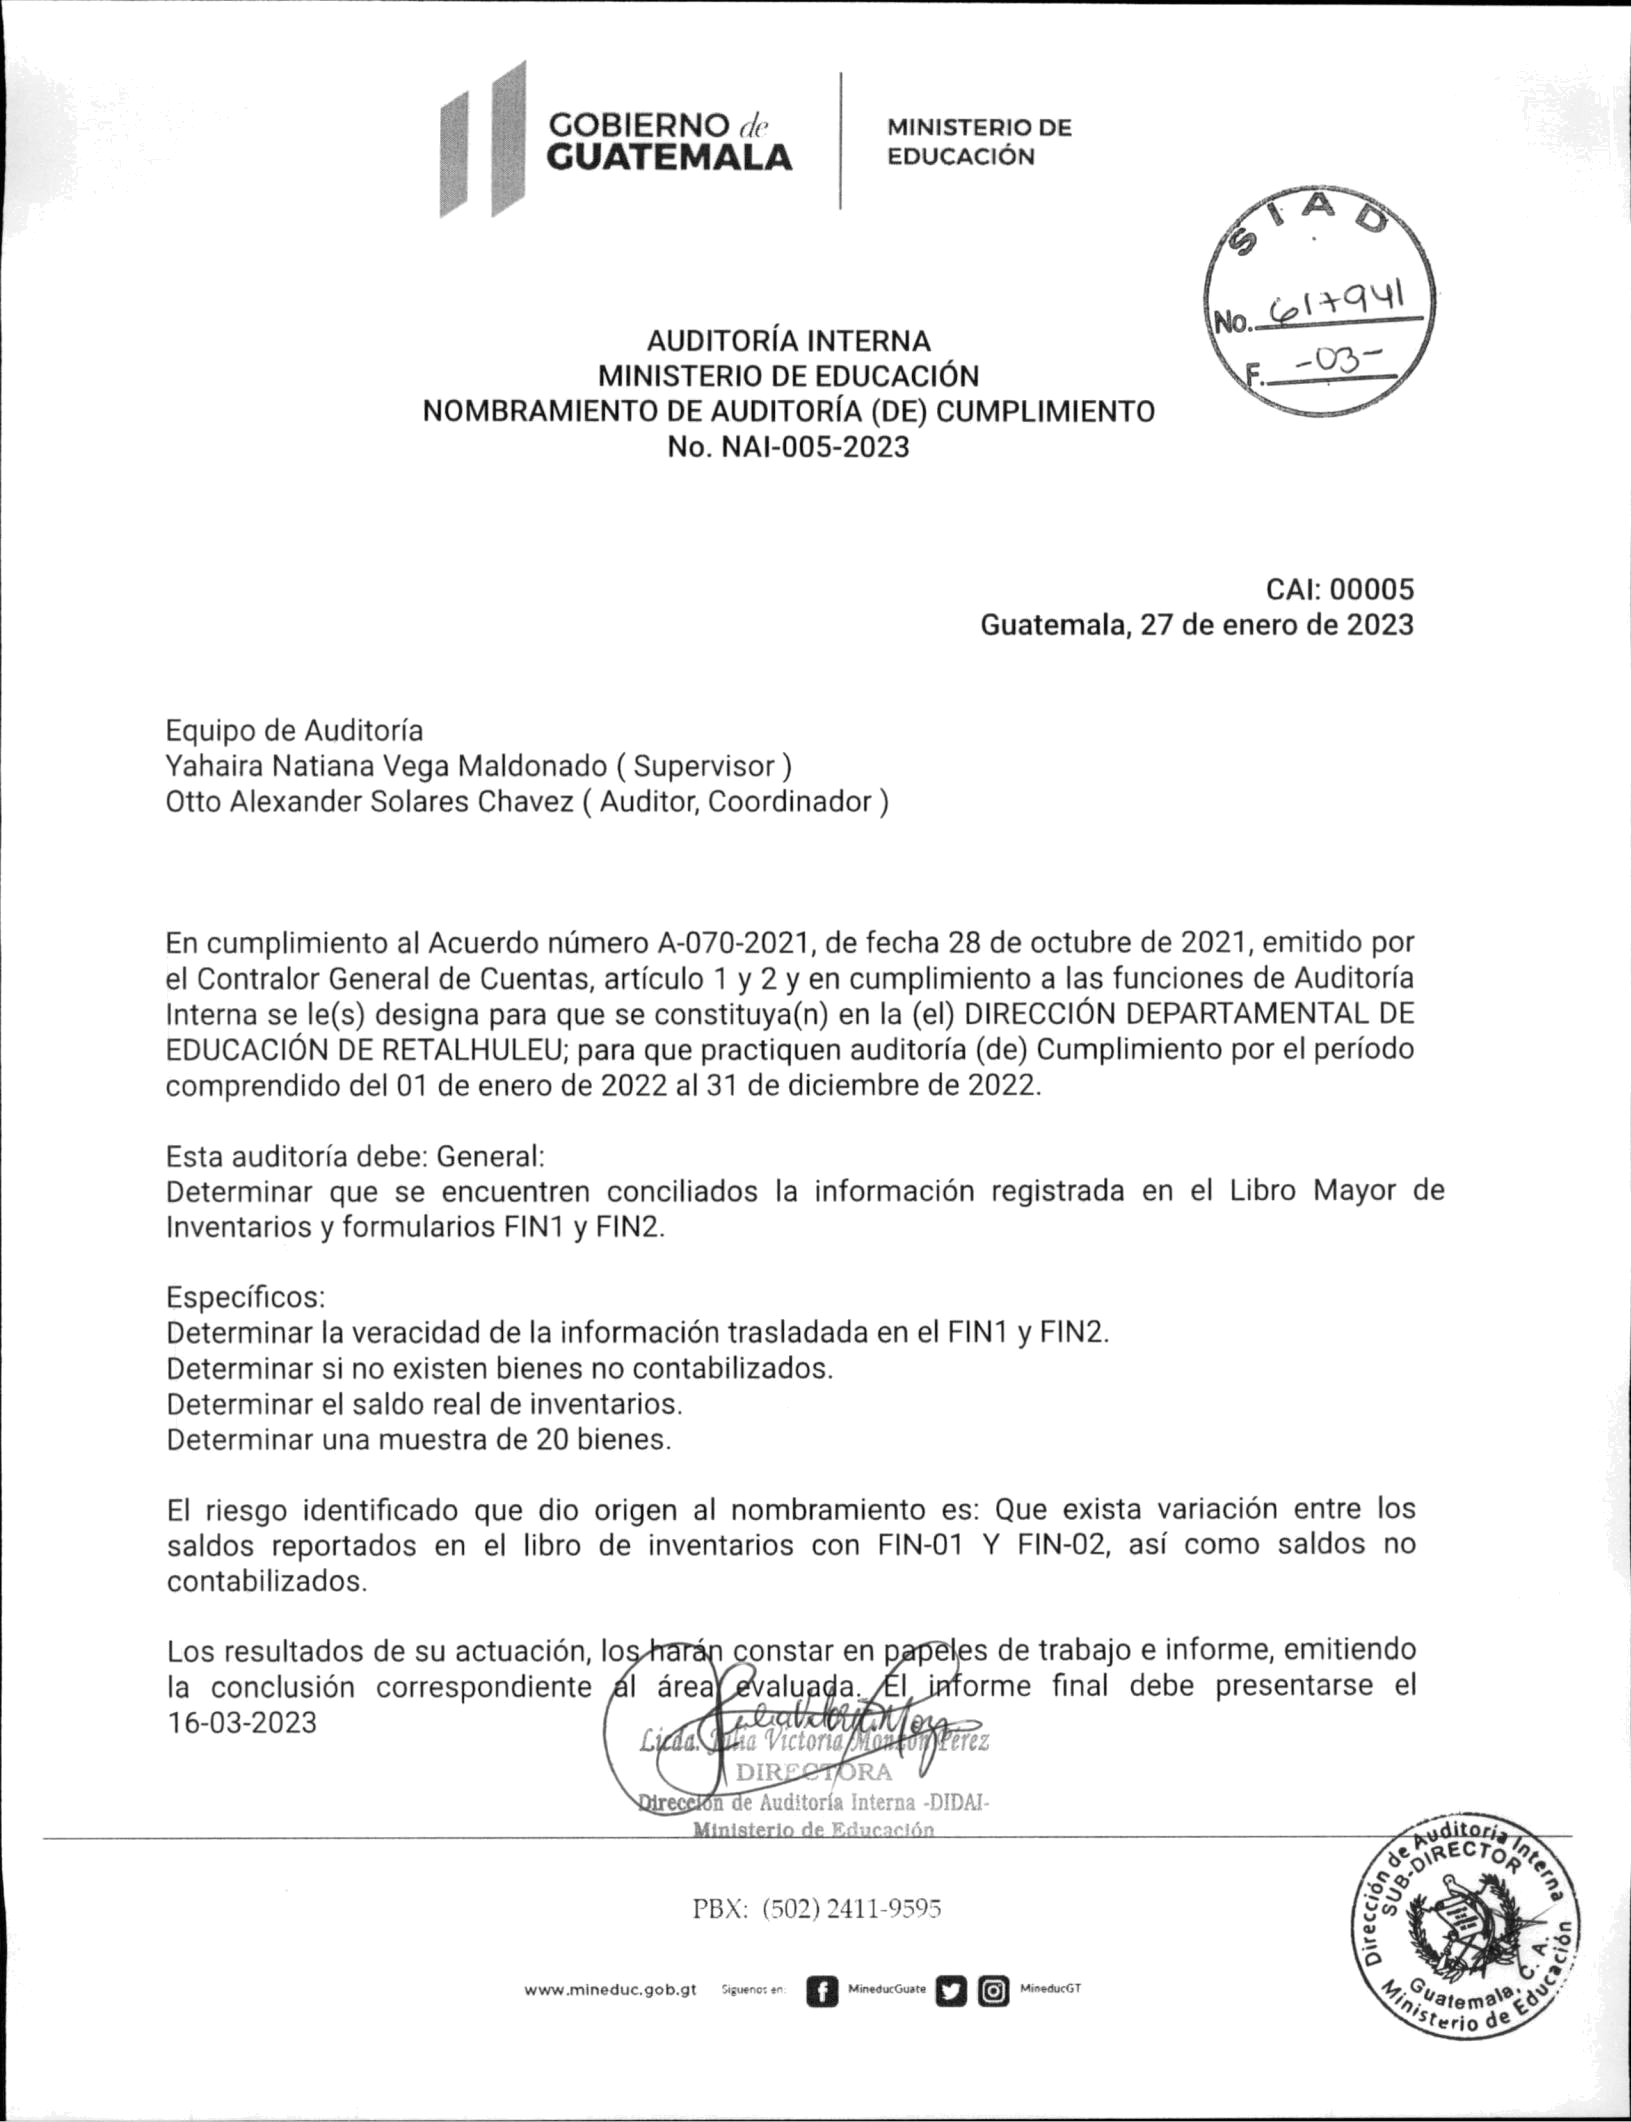 GOBIERNO de
GUATEMALA
MINISTERIO DE
EDUCACIÓN
SIAD
No. 617941
F. -03-
AUDITORÍA INTERNA
MINISTERIO DE EDUCACIÓN
NOMBRAMIENTO DE AUDITORÍA (DE) CUMPLIMIENTO
No. NAI-005-2023
CAI: 00005
Guatemala, 27 de enero de 2023
Equipo de Auditoría
Yahaira Natiana Vega Maldonado ( Supervisor )
Otto Alexander Solares Chavez ( Auditor, Coordinador )
En cumplimiento al Acuerdo número A-070-2021, de fecha 28 de octubre de 2021, emitido por
el Contralor General de Cuentas, artículo 1 y 2 y en cumplimiento a las funciones de Auditoría
Interna se le(s) designa para que se constituya(n) en la (el) DIRECCIÓN DEPARTAMENTAL DE
EDUCACIÓN DE RETALHULEU; para que practiquen auditoría (de) Cumplimiento por el período
comprendido del 01 de enero de 2022 al 31 de diciembre de 2022.
Esta auditoría debe: General:
Determinar que se encuentren conciliados la información registrada en el Libro Mayor de
Inventarios y formularios FIN1 y FIN2.
Específicos:
Determinar la veracidad de la información trasladada en el FIN1 y FIN2.
Determinar si no existen bienes no contabilizados.
Determinar el saldo real de inventarios.
Determinar una muestra de 20 bienes.
El riesgo identificado que dio origen al nombramiento es: Que exista variación entre los
saldos reportados en el libro de inventarios con FIN-01 Y FIN-02, así como saldos no
contabilizados.
Los resultados de su actuación, los harán constar en papeles de trabajo e informe, emitiendo
la conclusión correspondiente al área evaluada. El informe final debe presentarse el
16-03-2023
Licda. Julia Victoria Monzón Pérez
DIRECTORA
Dirección de Auditoría Interna -DIDAI-
Ministerio de Educación
Dirección de Auditoria Interna
SUB-DIRECTOR
Guatemala, C. A.
Ministerio de Educación
PBX: (502) 2411-9595
www.mineduc.gob.gt Siguenos en: MineducGuate MineducGT